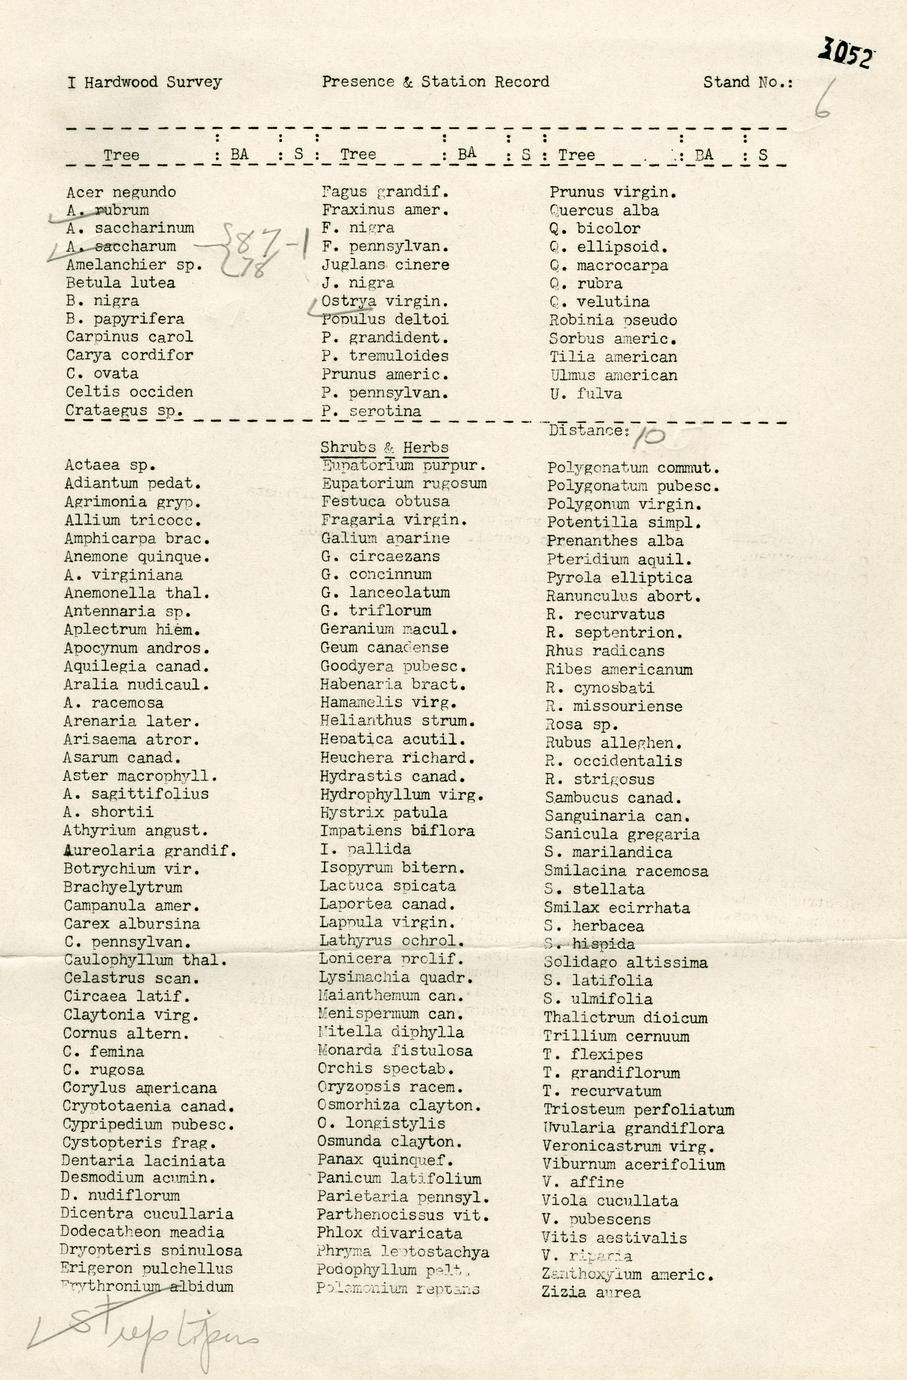 3052
I Hardwood Survey Presence & Station Record Stand No.:
6
Tree : BA : S : Tree : BA : S : Tree : BA : S
Acer negundo Fagus grandif. Prunus virgin.
A. rubrum Fraxinus amer. Quercus alba
A. saccharinum F. nigra Q. bicolor
A. saccharum 87-1 F. pennsylvan. Q. ellipsoid.
Amelanchier sp. 78 Juglans cinere Q. macrocarpa
Betula lutea J. nigra Q. rubra
B. nigra Ostrya virgin. Q. velutina
B. papyrifera Populus deltoi Robinia pseudo
Carpinus carol P. grandident. Sorbus americ.
Carya cordifor P. tremuloides Tilia american
C. ovata Prunus americ. Ulmus american
Celtis occiden P. pennsylvan. U. fulva
Crataegus sp. P. serotina
Distance: 10
Shrubs & Herbs
Actaea sp. Eupatorium purpur. Polygonatum commut.
Adiantum pedat. Eupatorium rugosum Polygonatum pubesc.
Agrimonia gryp. Festuca obtusa Polygonum virgin.
Allium tricocc. Fragaria virgin. Potentilla simpl.
Amphicarpa brac. Galium aparine Prenanthes alba
Anemone quinque. G. circaezans Pteridium aquil.
A. virginiana G. concinnum Pyrola elliptica
Anemonella thal. G. lanceolatum Ranunculus abort.
Antennaria sp. G. triflorum R. recurvatus
Aplectrum hiem. Geranium macul. R. septentrion.
Apocynum andros. Geum canadense Rhus radicans
Aquilegia canad. Goodyera pubesc. Ribes americanum
Aralia nudicaul. Habenaria bract. R. cynosbati
A. racemosa Hamamelis virg. R. missouriense
Arenaria later. Helianthus strum. Rosa sp.
Arisaema atror. Hepatica acutil. Rubus alleghen.
Asarum canad. Heuchera richard. R. occidentalis
Aster macrophyll. Hydrastis canad. R. strigosus
A. sagittifolius Hydrophyllum virg. Sambucus canad.
A. shortii Hystrix patula Sanguinaria can.
Athyrium angust. Impatiens biflora Sanicula gregaria
Aureolaria grandif. I. pallida S. marilandica
Botrychium vir. Isopyrum bitern. Smilacina racemosa
Brachyelytrum Lactuca spicata S. stellata
Campanula amer. Laportea canad. Smilax ecirrhata
Carex albursina Lappula virgin. S. herbacea
C. pennsylvan. Lathyrus ochrol. S. hispida
Caulophyllum thal. Lonicera prolif. Solidago altissima
Celastrus scan. Lysimachia quadr. S. latifolia
Circaea latif. Maianthemum can. S. ulmifolia
Claytonia virg. Menispermum can. Thalictrum dioicum
Cornus altern. Mitella diphylla Trillium cernuum
C. femina Monarda fistulosa T. flexipes
C. rugosa Orchis spectab. T. grandiflorum
Corylus americana Oryzopsis racem. T. recurvatum
Cryptotaenia canad. Osmorhiza clayton. Triosteum perfoliatum
Cypripedium pubesc. O. longistylis Uvularia grandiflora
Cystopteris frag. Osmunda clayton. Veronicastrum virg.
Dentaria laciniata Panax quinquef. Viburnum acerifolium
Desmodium acumin. Panicum latifolium V. affine
D. nudiflorum Parietaria pennsyl. Viola cucullata
Dicentra cucullaria Parthenocissus vit. V. pubescens
Dodecatheon meadia Phlox divaricata Vitis aestivalis
Dryopteris spinulosa Phryma leptostachya V. riparia
Erigeron pulchellus Podophyllum pelt. Zanthoxylum americ.
Erythronium albidum Polemonium reptans Zizia aurea
Streptopus